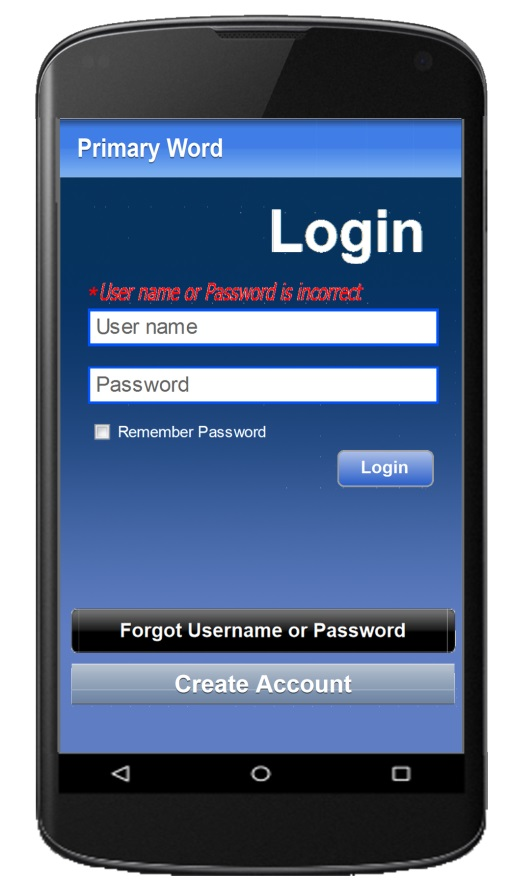 Primary Word
Login
*User name or Password is incorrect
User name
Password
Remember Password
Login
Forgot Username or Password
Create Account